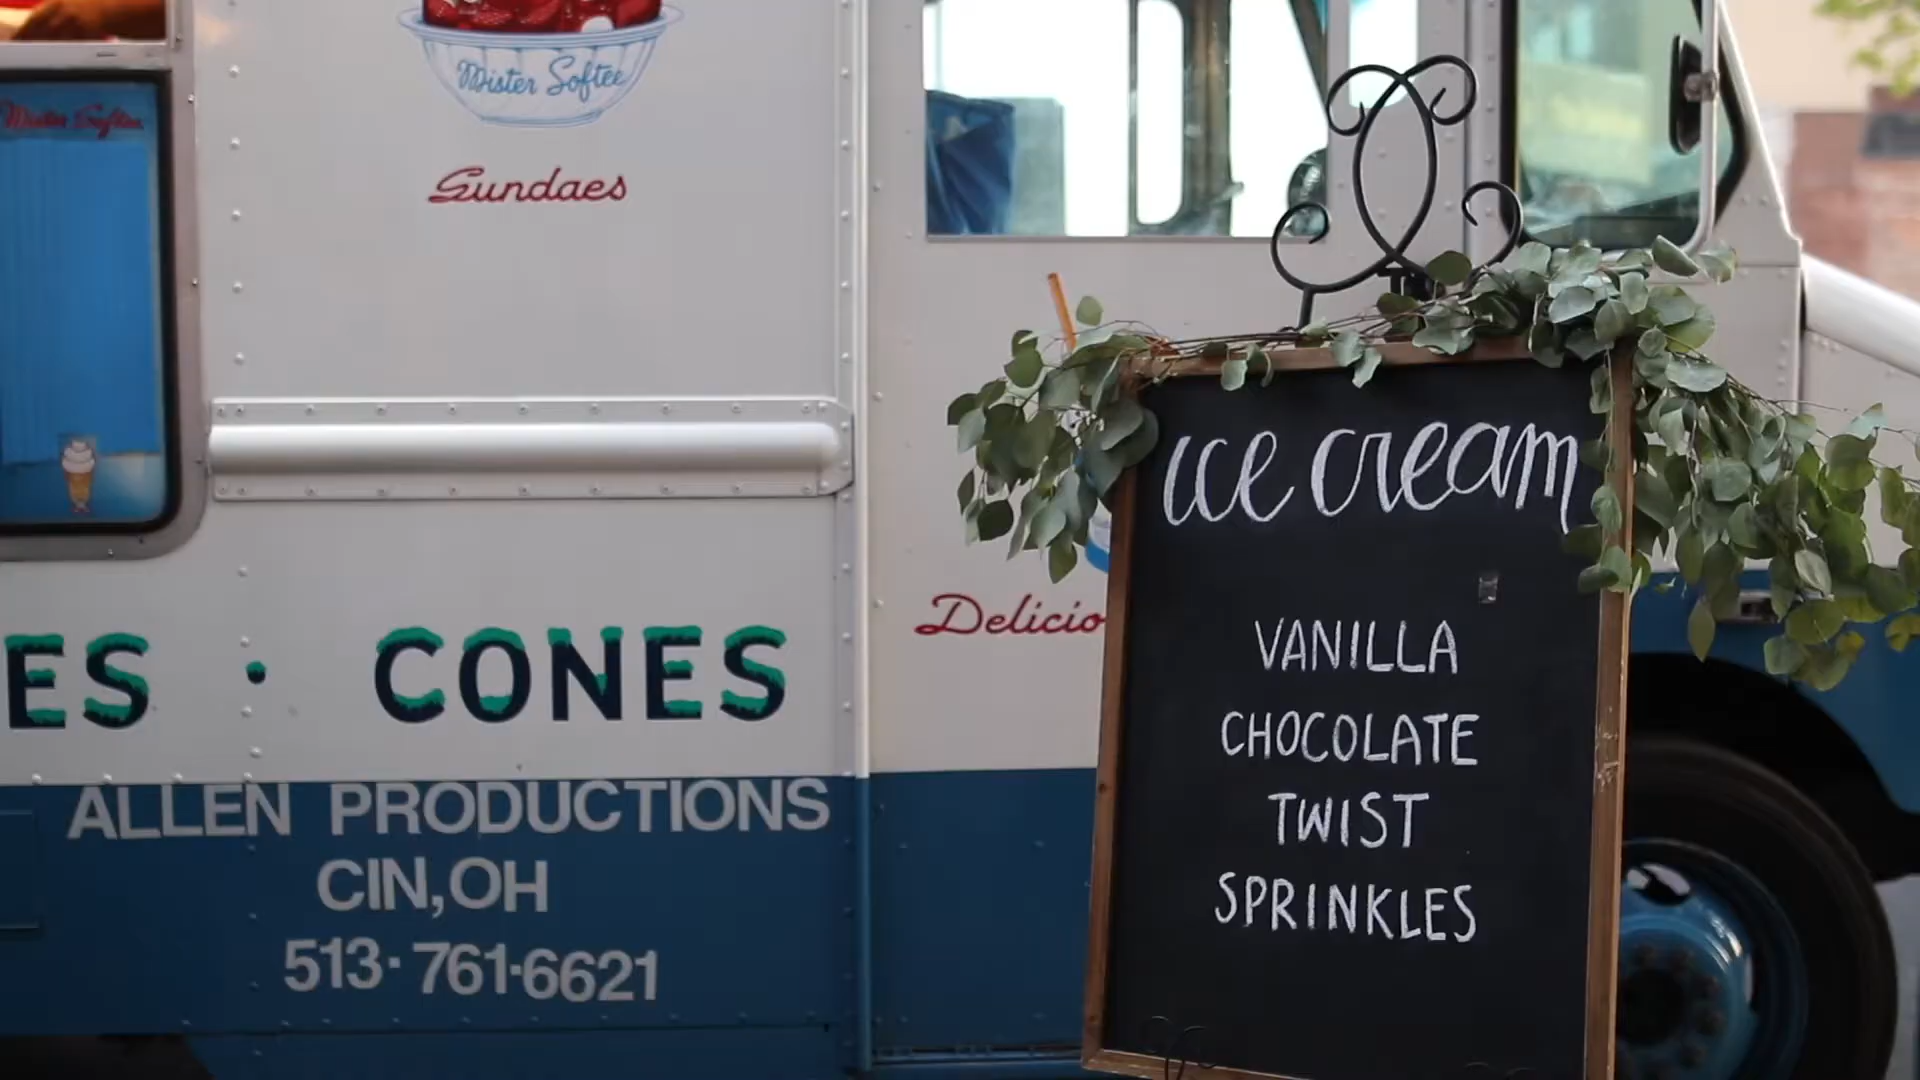 Mister Softee
Mister Softee
Sundaes
ES · CONES
Delicio
ALLEN PRODUCTIONS
CIN, OH
513·761·6621
ice cream
VANILLA
CHOCOLATE
TWIST
SPRINKLES